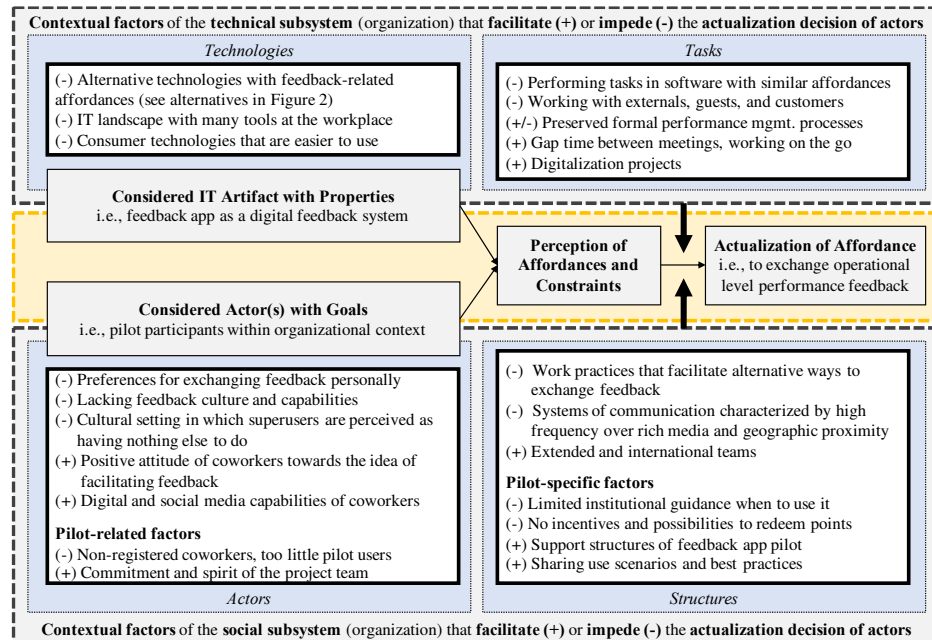 Contextual factors of the technical subsystem (organization) that facilitate (+) or impede (-) the actualization decision of actors
Technologies
(-) Alternative technologies with feedback-related
affordances (see alternatives in Figure 2)
(-) IT landscape with many tools at the workplace
(-) Consumer technologies that are easier to use
Tasks
(-) Performing tasks in software with similar affordances
(-) Working with externals, guests, and customers
(+/-) Preserved formal performance mgmt. processes
(+) Gap time between meetings, working on the go
(+) Digitalization projects
Considered IT Artifact with Properties
i.e., feedback app as a digital feedback system
Perception of
Affordances and
Constraints
Actualization of Affordance
i.e., to exchange operational
level performance feedback
Considered Actor(s) with Goals
i.e., pilot participants within organizational context
(-) Preferences for exchanging feedback personally
(-) Lacking feedback culture and capabilities
(-) Cultural setting in which superusers are perceived as
having nothing else to do
(+) Positive attitude of coworkers towards the idea of
facilitating feedback
(+) Digital and social media capabilities of coworkers
Pilot-related factors
(-) Non-registered coworkers, too little pilot users
(+) Commitment and spirit of the project team
Actors
(-) Work practices that facilitate alternative ways to
exchange feedback
(-) Systems of communication characterized by high
frequency over rich media and geographic proximity
(+) Extended and international teams
Pilot-specific factors
(-) Limited institutional guidance when to use it
(-) No incentives and possibilities to redeem points
(+) Support structures of feedback app pilot
(+) Sharing use scenarios and best practices
Structures
Contextual factors of the social subsystem (organization) that facilitate (+) or impede (-) the actualization decision of actors